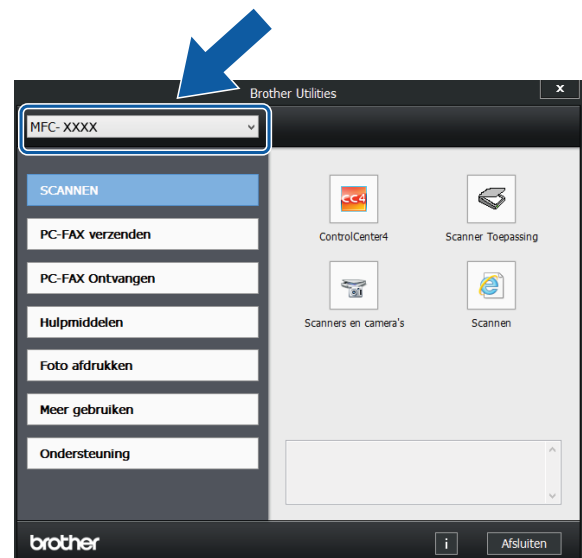 Brother Utilities
x
MFC- XXXX
SCANNEN
PC-FAX verzenden
PC-FAX Ontvangen
Hulpmiddelen
Foto afdrukken
Meer gebruiken
Ondersteuning
CC4
ControlCenter4
Scanner Toepassing
Scanners en camera's
Scannen
brother
i
Afsluiten